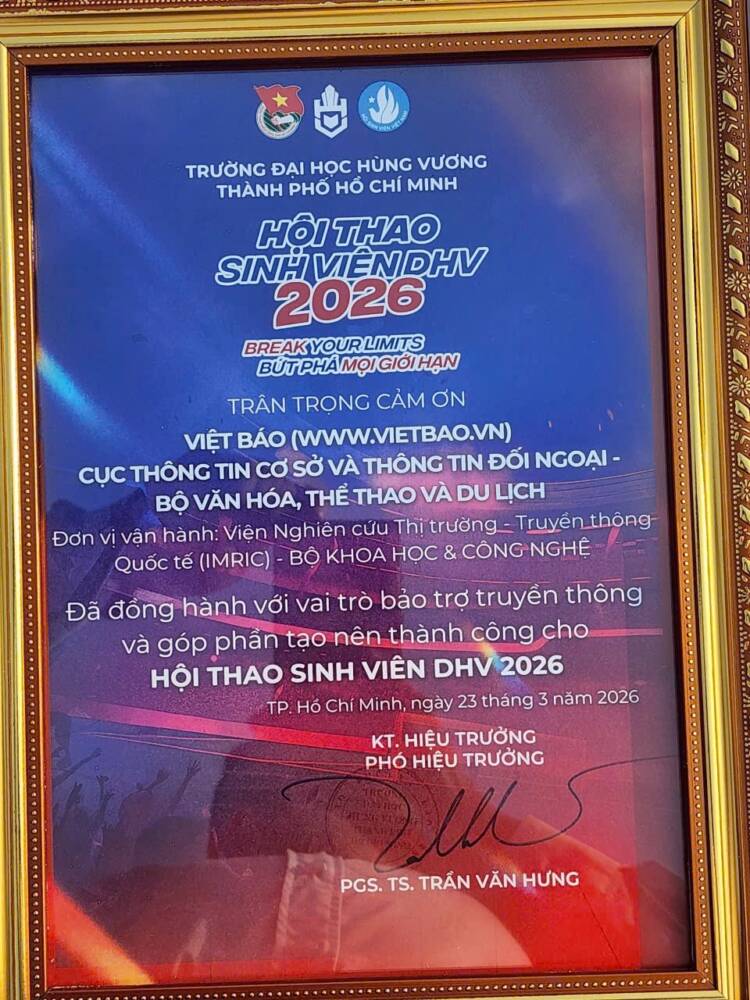 HỘI SINH VIÊN VIỆT NAM
TRƯỜNG ĐẠI HỌC HÙNG VƯƠNG
THÀNH PHỐ HỒ CHÍ MINH
HỘI THAO
SINH VIÊN DHV
2026
BREAK YOUR LIMITS
BỨT PHÁ MỌI GIỚI HẠN
TRÂN TRỌNG CẢM ƠN
VIỆT BÁO (WWW.VIETBAO.VN)
CỤC THÔNG TIN CƠ SỞ VÀ THÔNG TIN ĐỐI NGOẠI -
BỘ VĂN HÓA, THỂ THAO VÀ DU LỊCH
Đơn vị vận hành: Viện Nghiên cứu Thị trường - Truyền thông
Quốc tế (IMRIC) - BỘ KHOA HỌC & CÔNG NGHỆ
Đã đồng hành với vai trò bảo trợ truyền thông
và góp phần tạo nên thành công cho
HỘI THAO SINH VIÊN DHV 2026
TP. Hồ Chí Minh, ngày 23 tháng 3 năm 2026
KT. HIỆU TRƯỞNG
PHÓ HIỆU TRƯỞNG
PGS. TS. TRẦN VĂN HƯNG